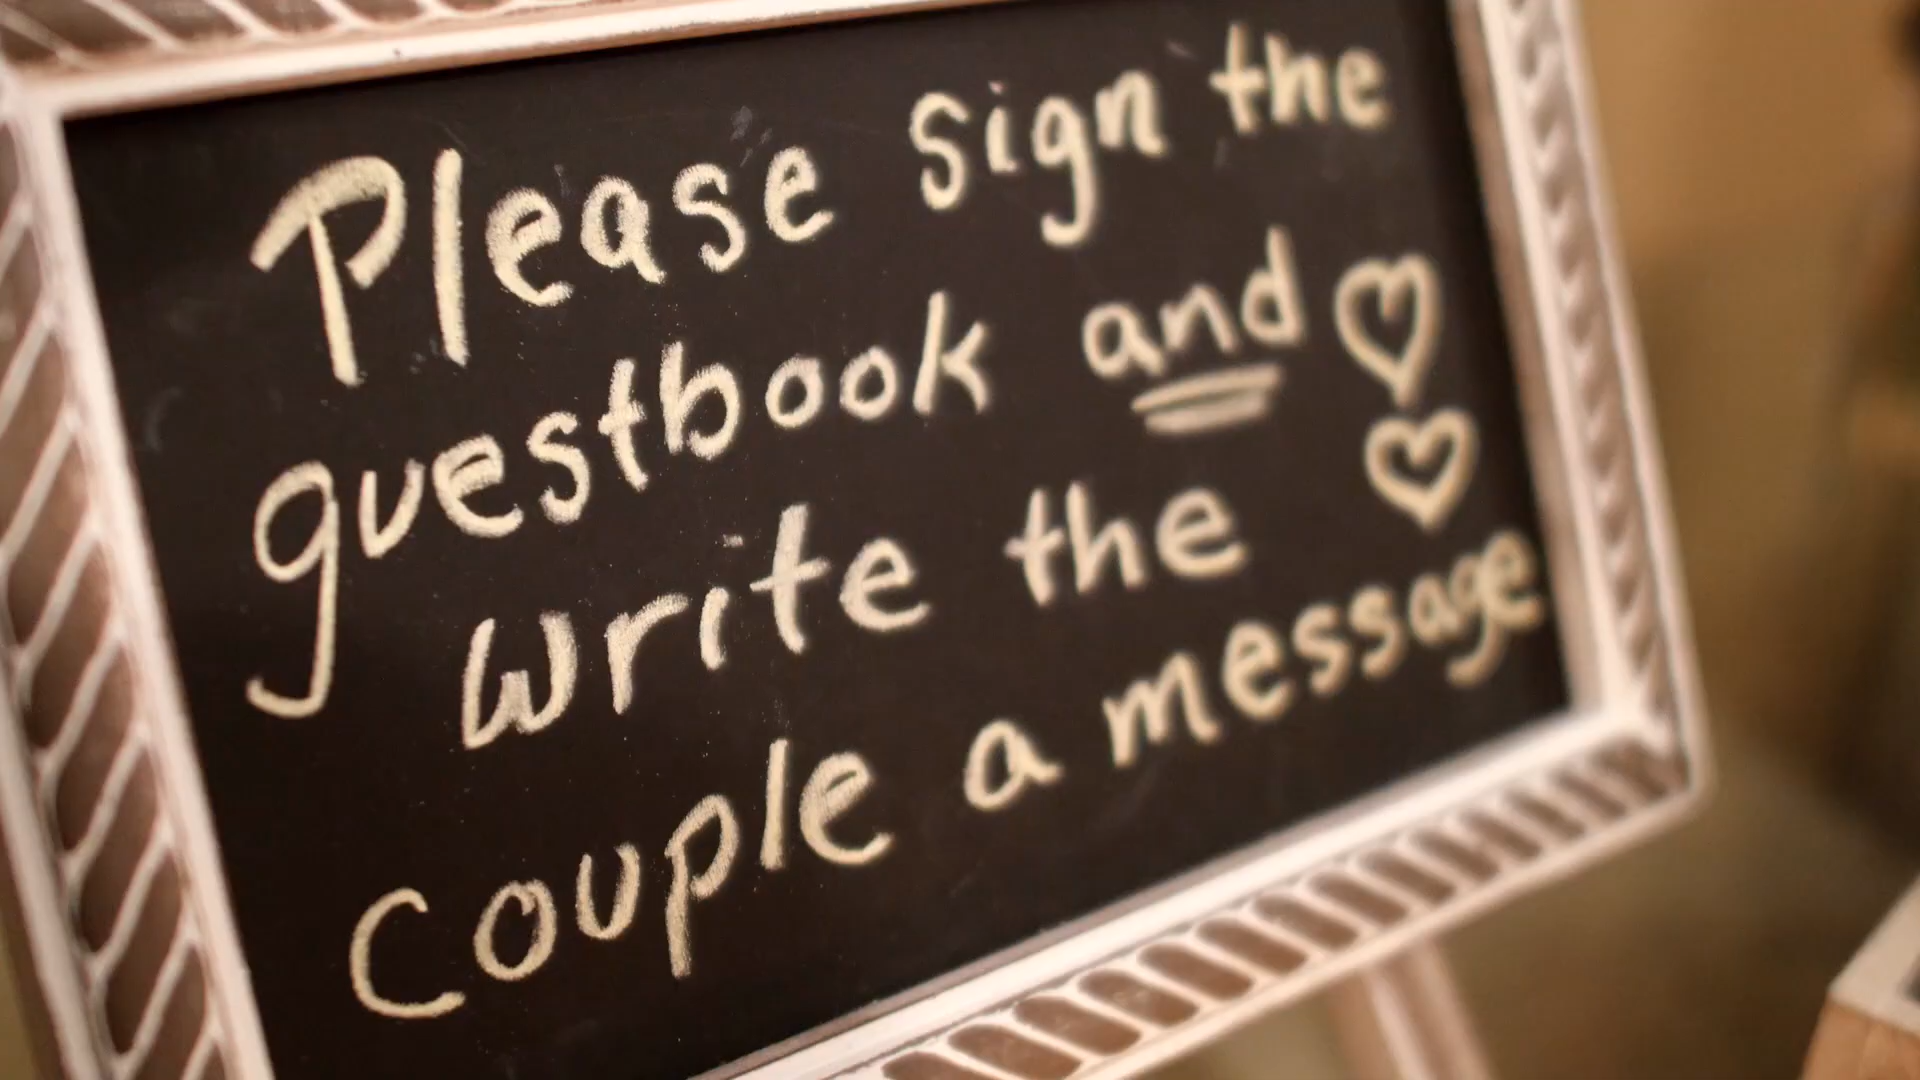 Please sign the
guestbook and ♡
write the ♡
couple a message